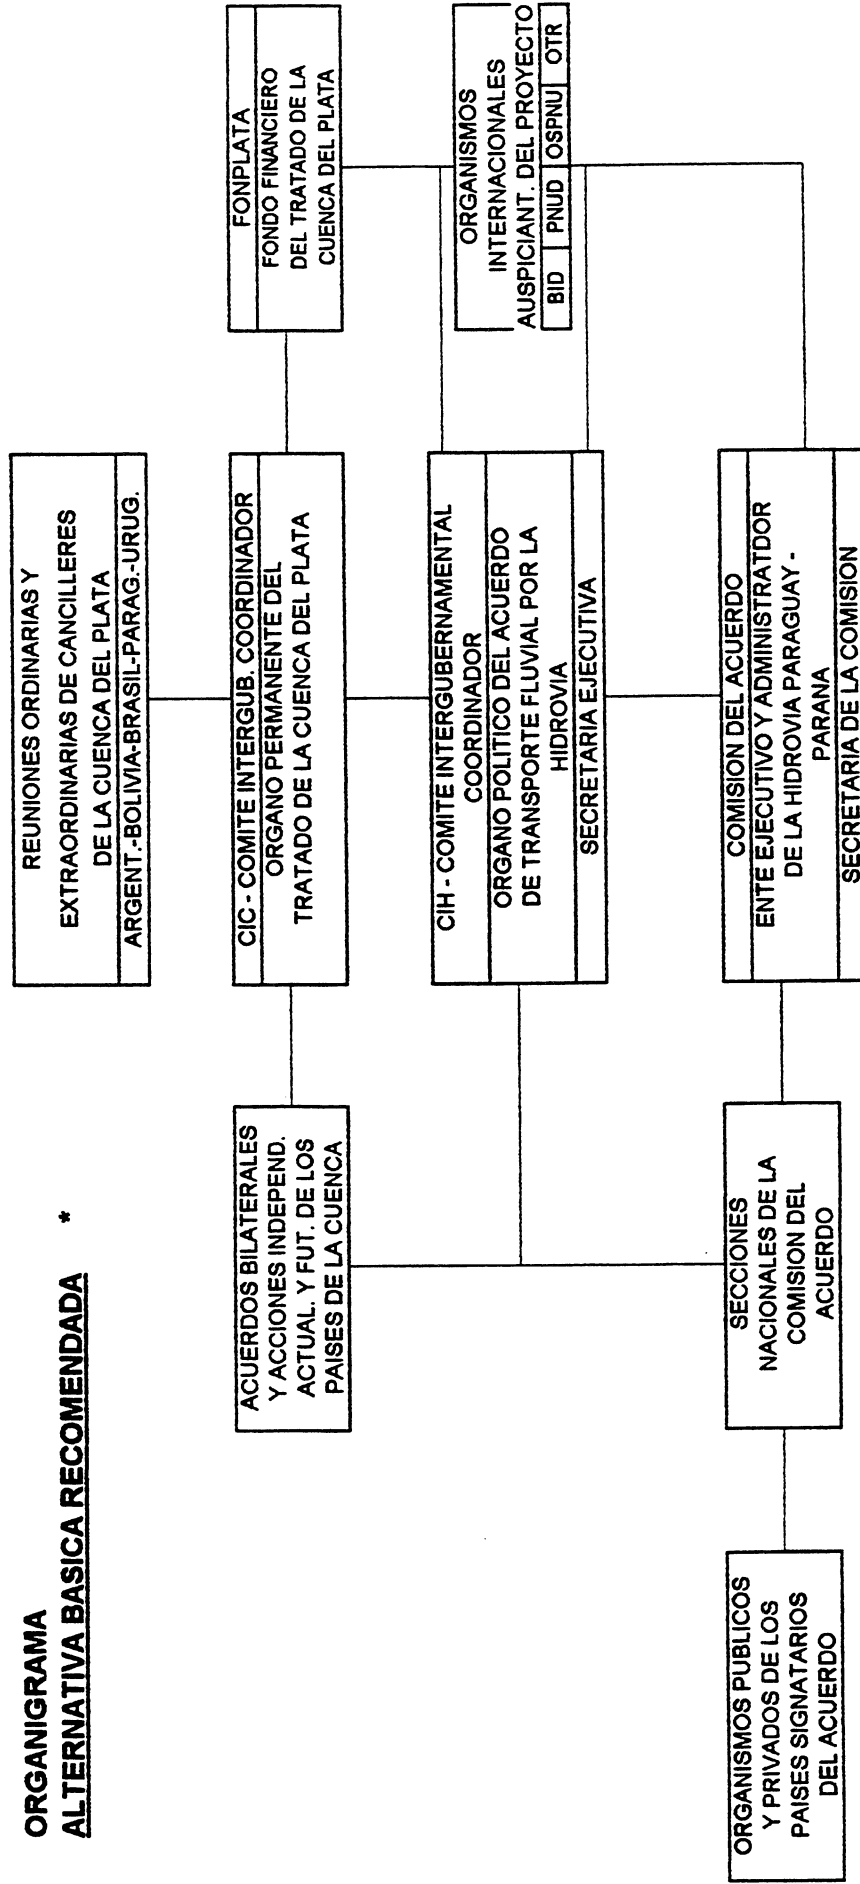 ORGANIGRAMA
ALTERNATIVA BASICA RECOMENDADA *
REUNIONES ORDINARIAS Y
EXTRAORDINARIAS DE CANCILLERES
DE LA CUENCA DEL PLATA
ARGENT.-BOLIVIA-BRASIL-PARAG.-URUG.
ACUERDOS BILATERALES
Y ACCIONES INDEPEND.
ACTUAL. Y FUT. DE LOS
PAISES DE LA CUENCA
CIC - COMITE INTERGUB. COORDINADOR
ORGANO PERMANENTE DEL
TRATADO DE LA CUENCA DEL PLATA
FONPLATA
FONDO FINANCIERO
DEL TRATADO DE LA
CUENCA DEL PLATA
CIH - COMITE INTERGUBERNAMENTAL
COORDINADOR
ORGANO POLITICO DEL ACUERDO
DE TRANSPORTE FLUVIAL POR LA
HIDROVIA
SECRETARIA EJECUTIVA
ORGANISMOS
INTERNACIONALES
AUSPICIANT. DEL PROYECTO
BID PNUD OSPNU OTR
ORGANISMOS PUBLICOS
Y PRIVADOS DE LOS
PAISES SIGNATARIOS
DEL ACUERDO
SECCIONES
NACIONALES DE LA
COMISION DEL
ACUERDO
COMISION DEL ACUERDO
ENTE EJECUTIVO Y ADMINISTRATDOR
DE LA HIDROVIA PARAGUAY -
PARANA
SECRETARIA DE LA COMISION